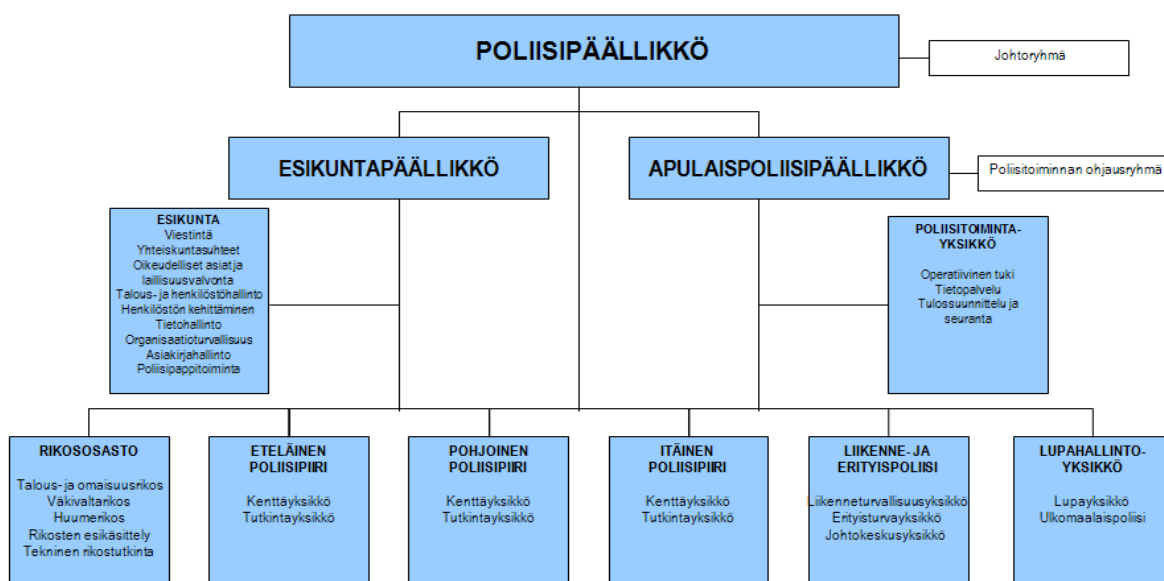 POLIISIPÄÄLLIKKÖ
Johtoryhmä
ESIKUNTAPÄÄLLIKKÖ
APULAISPOLIISIPÄÄLLIKKÖ
Poliisitoiminnan ohjausryhmä
ESIKUNTA
Viestintä
Yhteiskuntasuhteet
Oikeudelliset asiat ja
laillisuusvalvonta
Talous- ja henkilöstöhallinto
Henkilöstön kehittäminen
Tietohallinto
Organisaatioturvallisuus
Asiakirjahallinto
Poliisipappitoiminta
POLIISITOIMINTA-
YKSIKKÖ
Operatiivinen tuki
Tietopalvelu
Tulossuunnittelu ja
seuranta
RIKOSOSASTO
Talous- ja omaisuusrikos
Väkivaltarikos
Huumerikos
Rikosten esikäsittely
Tekninen rikostutkinta
ETELÄINEN
POLIISIPIIRI
Kenttäyksikkö
Tutkintayksikkö
POHJOINEN
POLIISIPIIRI
Kenttäyksikkö
Tutkintayksikkö
ITÄINEN
POLIISIPIIRI
Kenttäyksikkö
Tutkintayksikkö
LIIKENNE- JA
ERITYISPOLIISI
Liikenneturvallisuusyksikkö
Erityisturvayksikkö
Johtokeskusyksikkö
LUPAHALLINTO-
YKSIKKÖ
Lupayksikkö
Ulkomaalaispoliisi